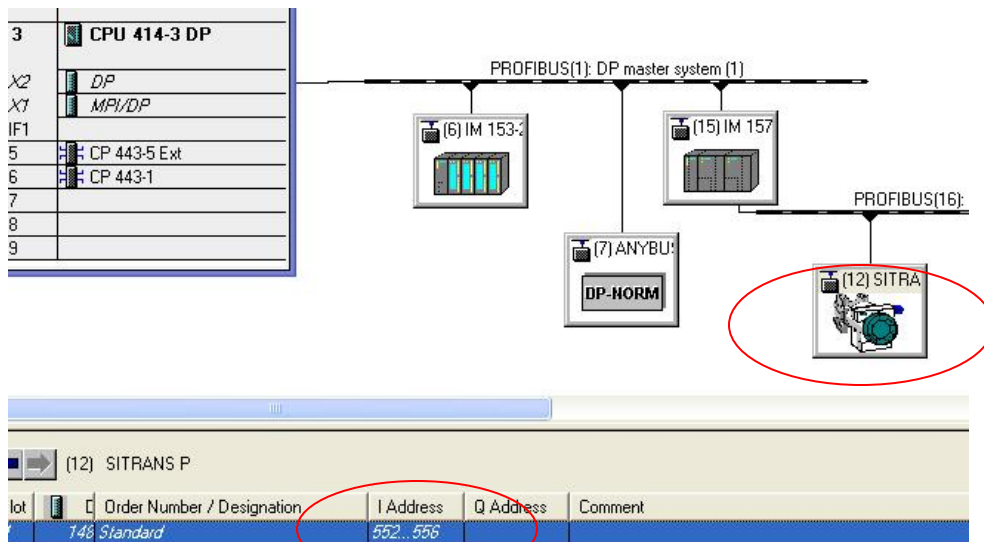 3 CPU 414-3 DP
X2 DP
X1 MPI/DP
IF1
5 CP 443-5 Ext
6 CP 443-1
7
8
9
PROFIBUS(1): DP master system (1)
(6) IM 153-2
(15) IM 157
PROFIBUS(16):
(7) ANYBUS
DP-NORM
(12) SITRA
(12) SITRANS P
lot D Order Number / Designation I Address Q Address Comment
148 Standard 552...556